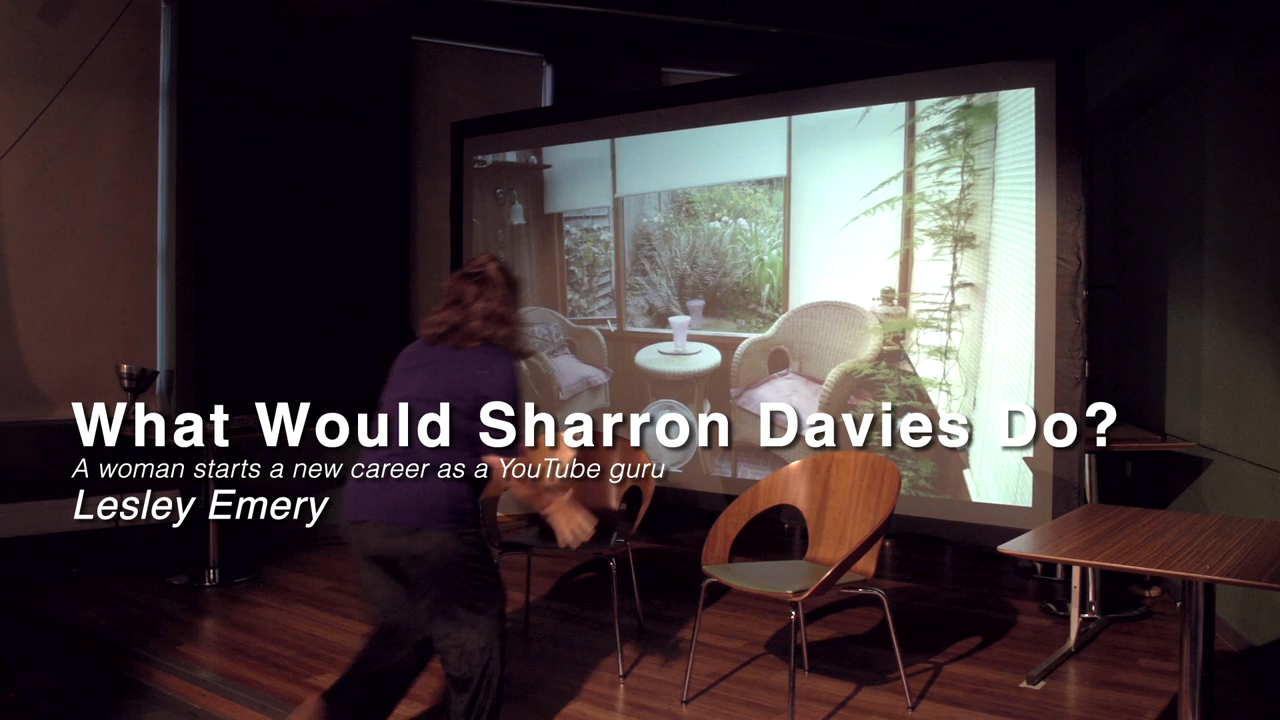 What Would Sharron Davies Do?
A woman starts a new career as a YouTube guru
Lesley Emery